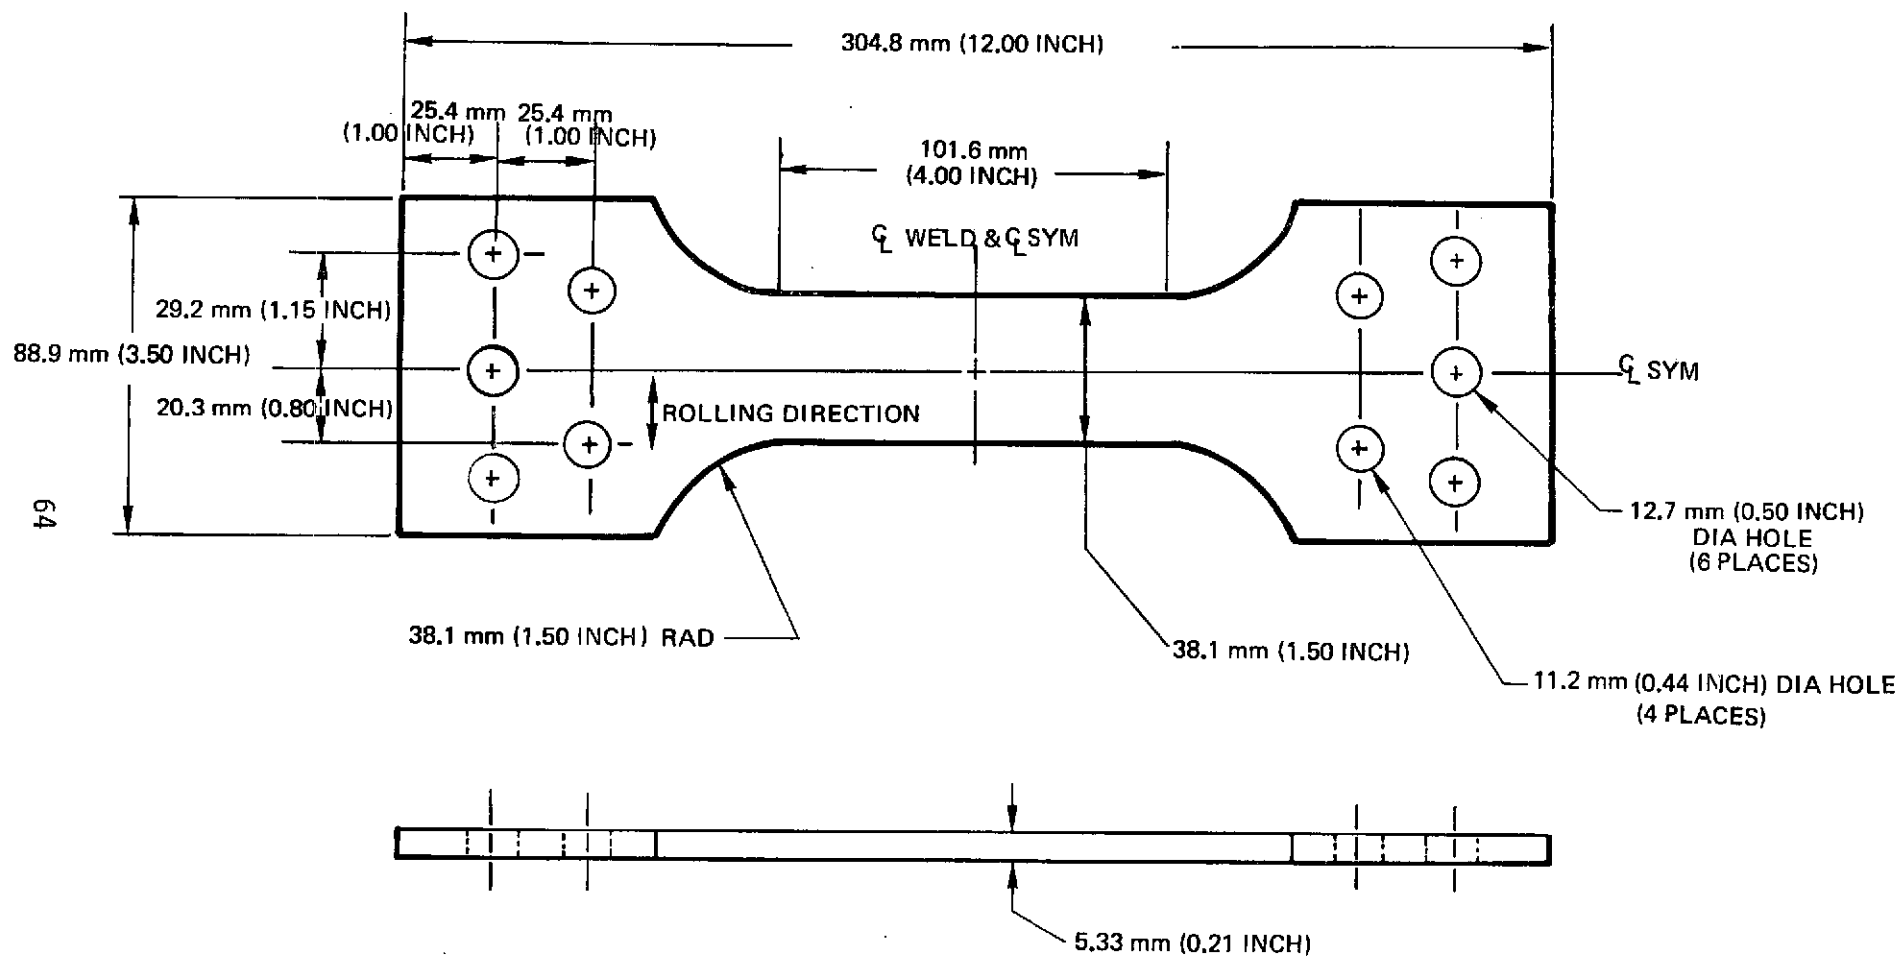 304.8 mm (12.00 INCH)
25.4 mm 25.4 mm
(1.00 INCH) (1.00 INCH)
101.6 mm
(4.00 INCH)
℄ WELD & ℄ SYM
29.2 mm (1.15 INCH)
88.9 mm (3.50 INCH)
℄ SYM
20.3 mm (0.80 INCH)
ROLLING DIRECTION
64
12.7 mm (0.50 INCH)
DIA HOLE
(6 PLACES)
38.1 mm (1.50 INCH) RAD
38.1 mm (1.50 INCH)
11.2 mm (0.44 INCH) DIA HOLE
(4 PLACES)
5.33 mm (0.21 INCH)